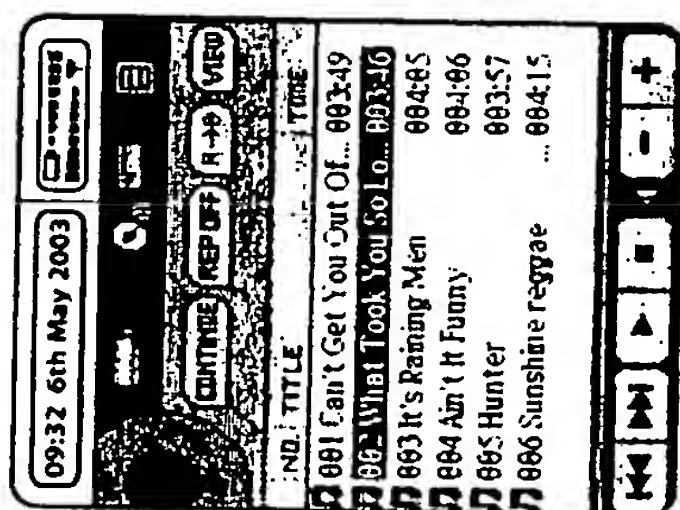 09:32 6th May 2003
CONTINUE REP OFF VIEW
NO. TITLE TIME
001 Can't Get You Out Of... 003:49
002 What Took You So Lo... 003:46
003 It's Raining Men 004:05
004 Ain't It Funny 004:06
005 Hunter 003:57
006 Sunshine reggae ... 004:15